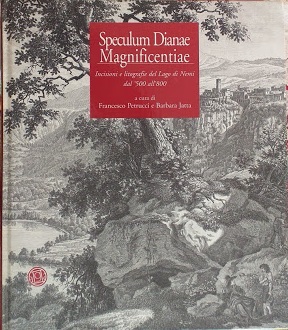 Speculum Dianae
Magnificentiae
Incisioni e litografie del Lago di Nemi
dal '500 all'800
a cura di
Francesco Petrucci e Barbara Jatta